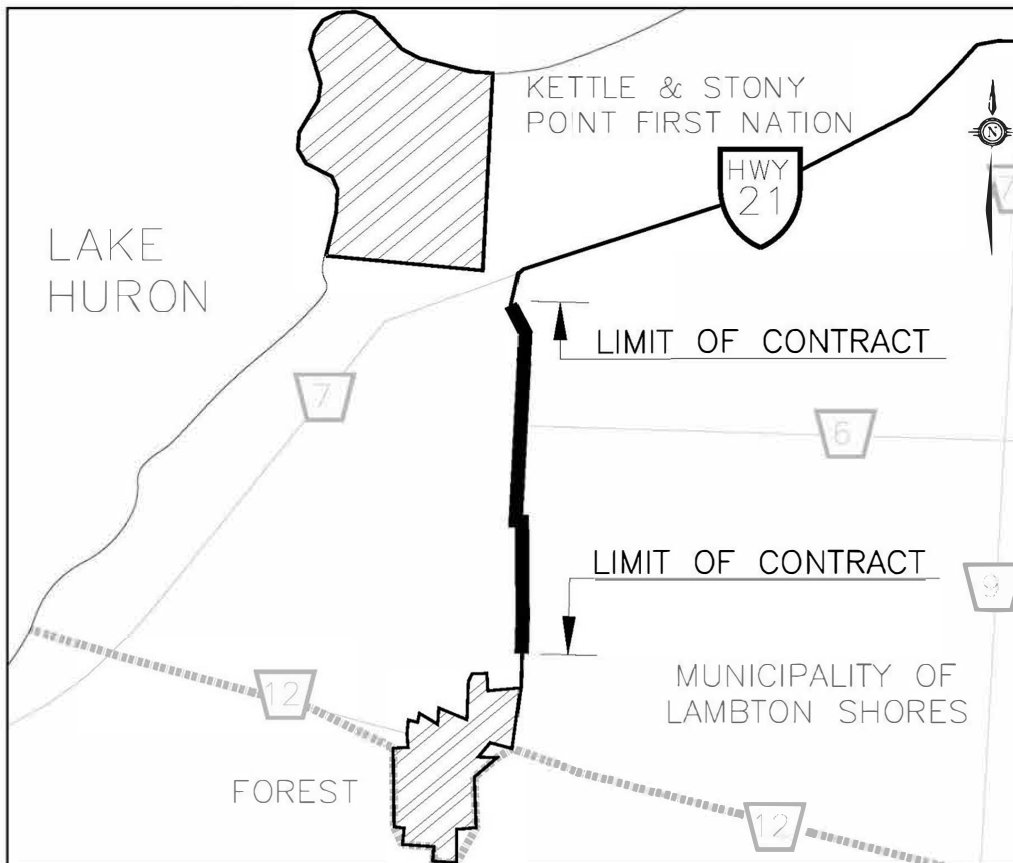 KETTLE & STONY
POINT FIRST NATION
N
HWY
21
7
LAKE
HURON
LIMIT OF CONTRACT
7
6
LIMIT OF CONTRACT
9
12
MUNICIPALITY OF
LAMBTON SHORES
FOREST
12